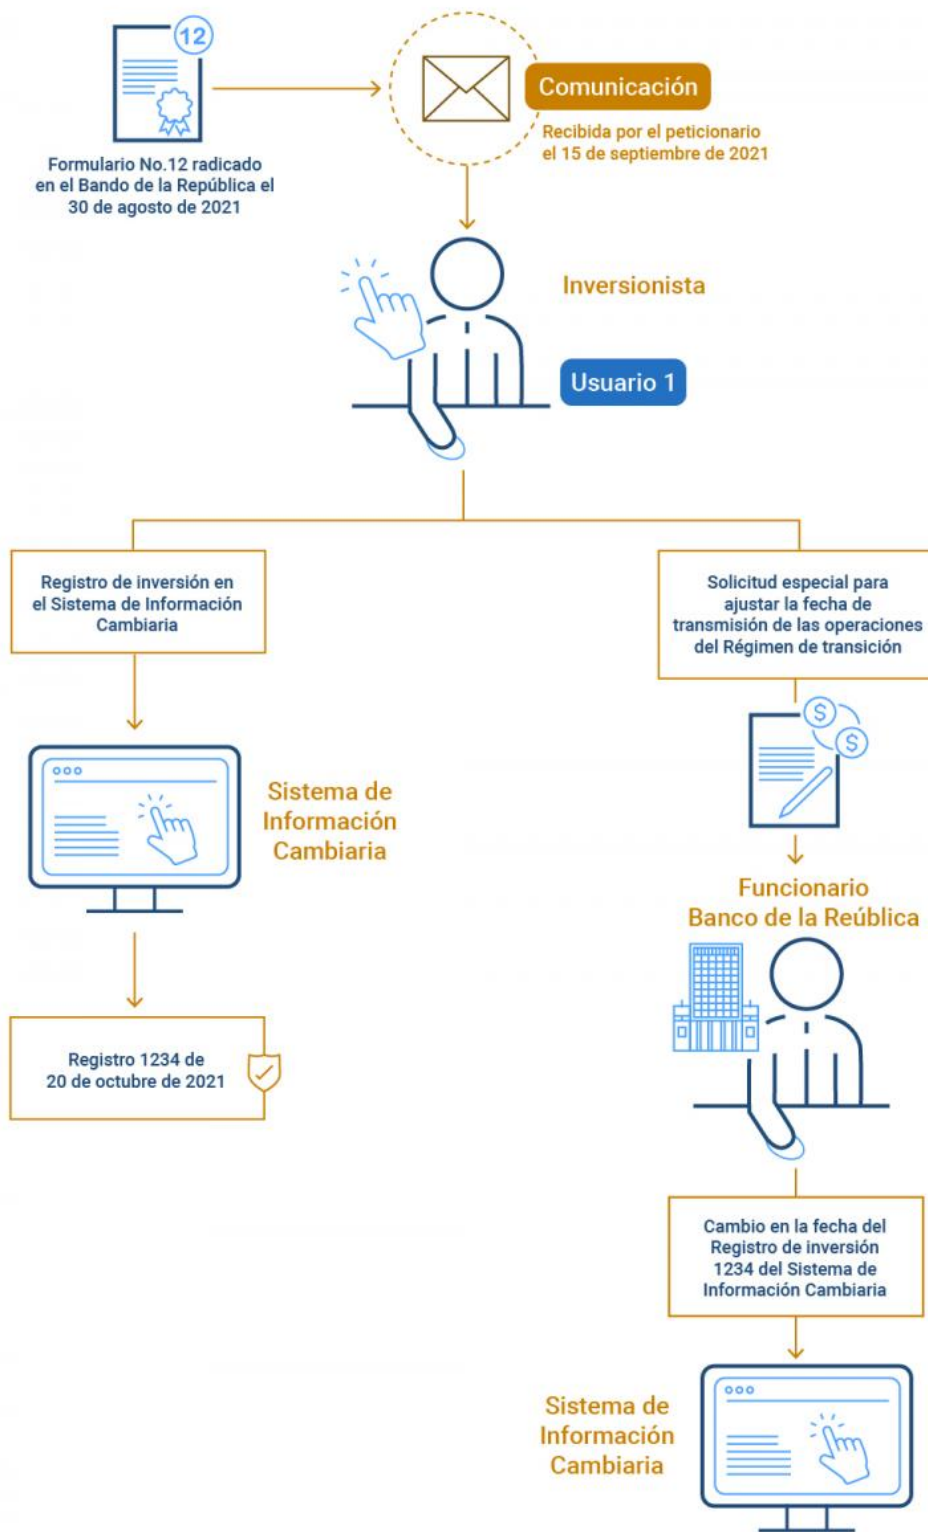 12
Formulario No.12 radicado
en el Bando de la República el
30 de agosto de 2021
Comunicación
Recibida por el peticionario
el 15 de septiembre de 2021
Inversionista
Usuario 1
Registro de inversión en
el Sistema de Información
Cambiaria
Sistema de
Información
Cambiaria
Registro 1234 de
20 de octubre de 2021
Solicitud especial para
ajustar la fecha de
transmisión de las operaciones
del Régimen de transición
$
$
Funcionario
Banco de la Reública
Cambio en la fecha del
Registro de inversión
1234 del Sistema de
Información Cambiaria
Sistema de
Información
Cambiaria